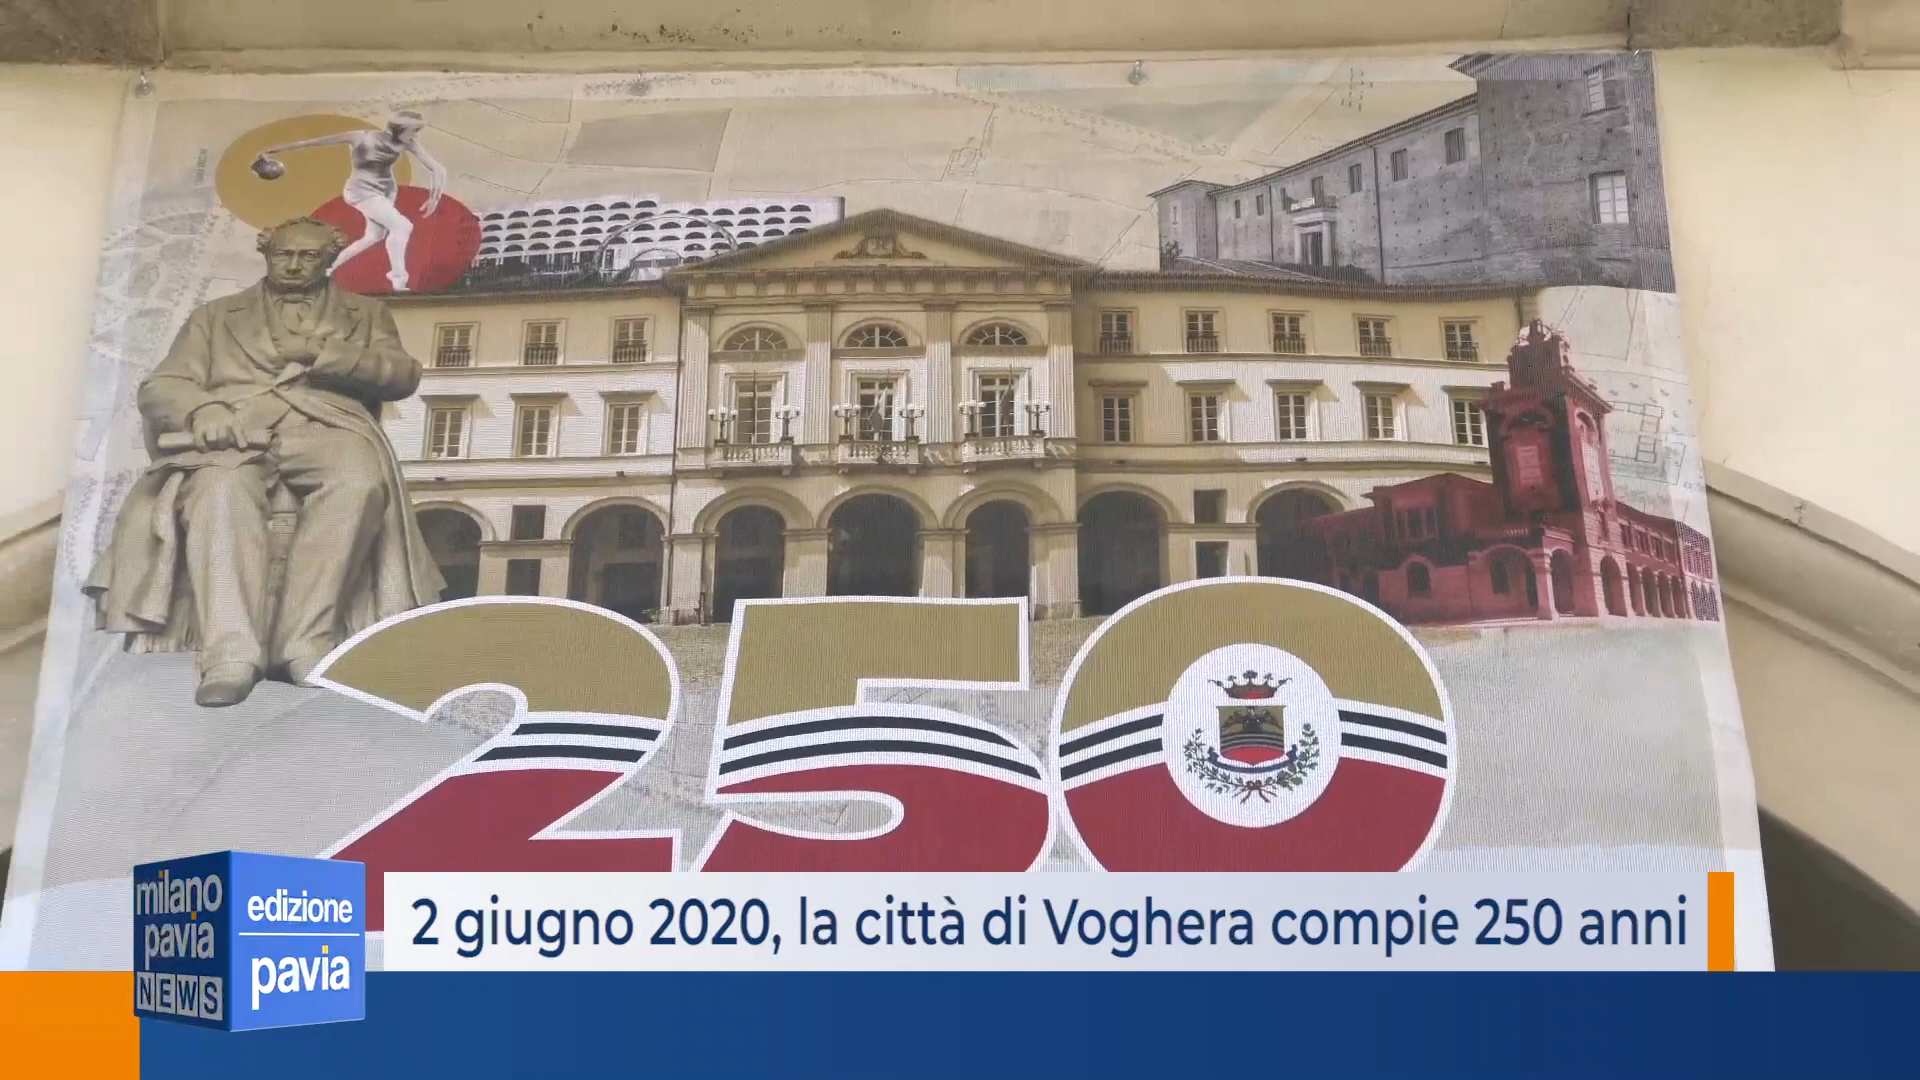 250
milano
pavia
NEWS
edizione
pavia
2 giugno 2020, la città di Voghera compie 250 anni